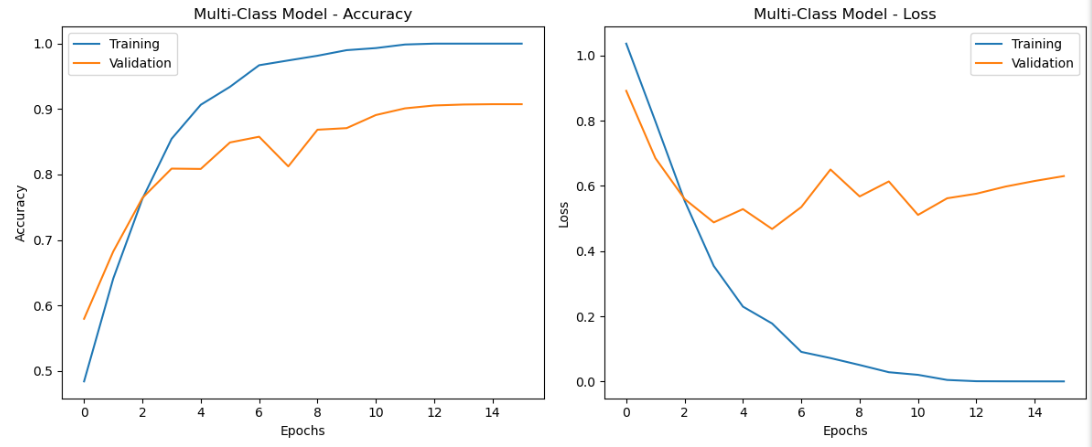 Multi-Class Model - Accuracy
Training
Validation
1.0
0.9
0.8
0.7
0.6
0.5
Accuracy
0 2 4 6 8 10 12 14
Epochs
Multi-Class Model - Loss
Training
Validation
1.0
0.8
0.6
0.4
0.2
0.0
Loss
0 2 4 6 8 10 12 14
Epochs